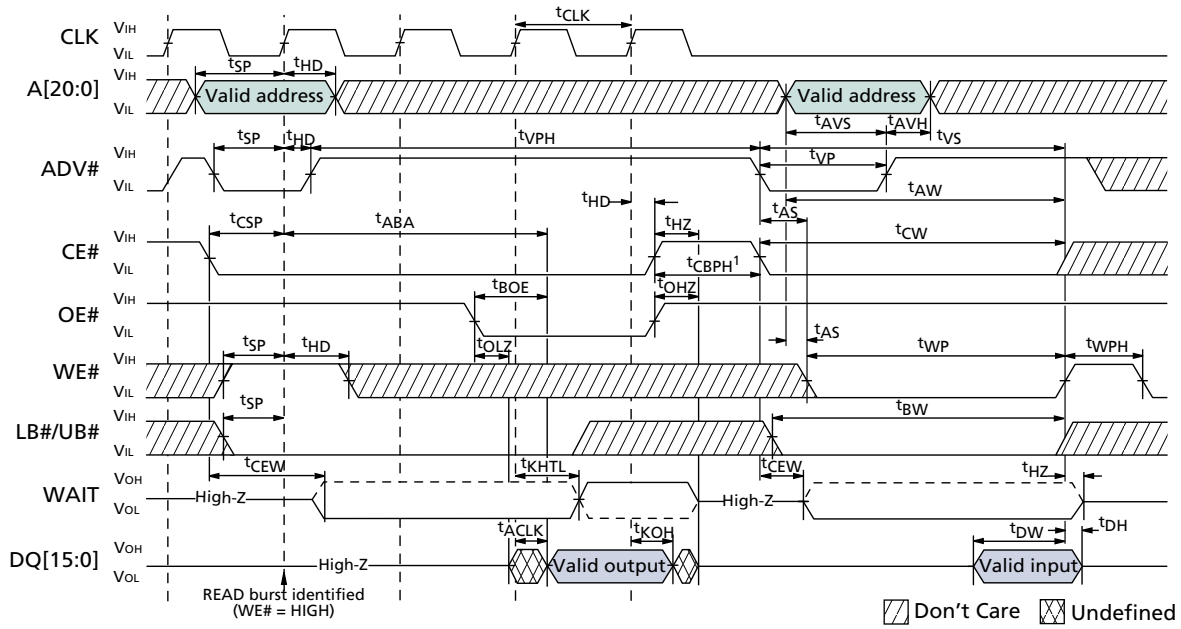 tCLK
CLK VIH
VIL
tSP tHD
A[20:0] VIH
VIL
Valid address Valid address
tAVS tAVH
tSP tHD tVPH tVS
ADV# VIH
VIL
tVP
tAW
tHD tAS
tCSP tABA tHZ tCW
CE# VIH
VIL
tCBPH1
tBOE tOHZ
OE# VIH
VIL
tAS
tOLZ
tSP tHD tWP tWPH
WE# VIH
VIL
tSP tBW
LB#/UB# VIH
VIL
tCEW tKHTL tCEW tHZ
WAIT VOH
VOL
High-Z High-Z
tACLK tKOH tDW tDH
DQ[15:0] VOH
VOL
High-Z Valid output Valid input
READ burst identified
(WE# = HIGH)
Don't Care Undefined